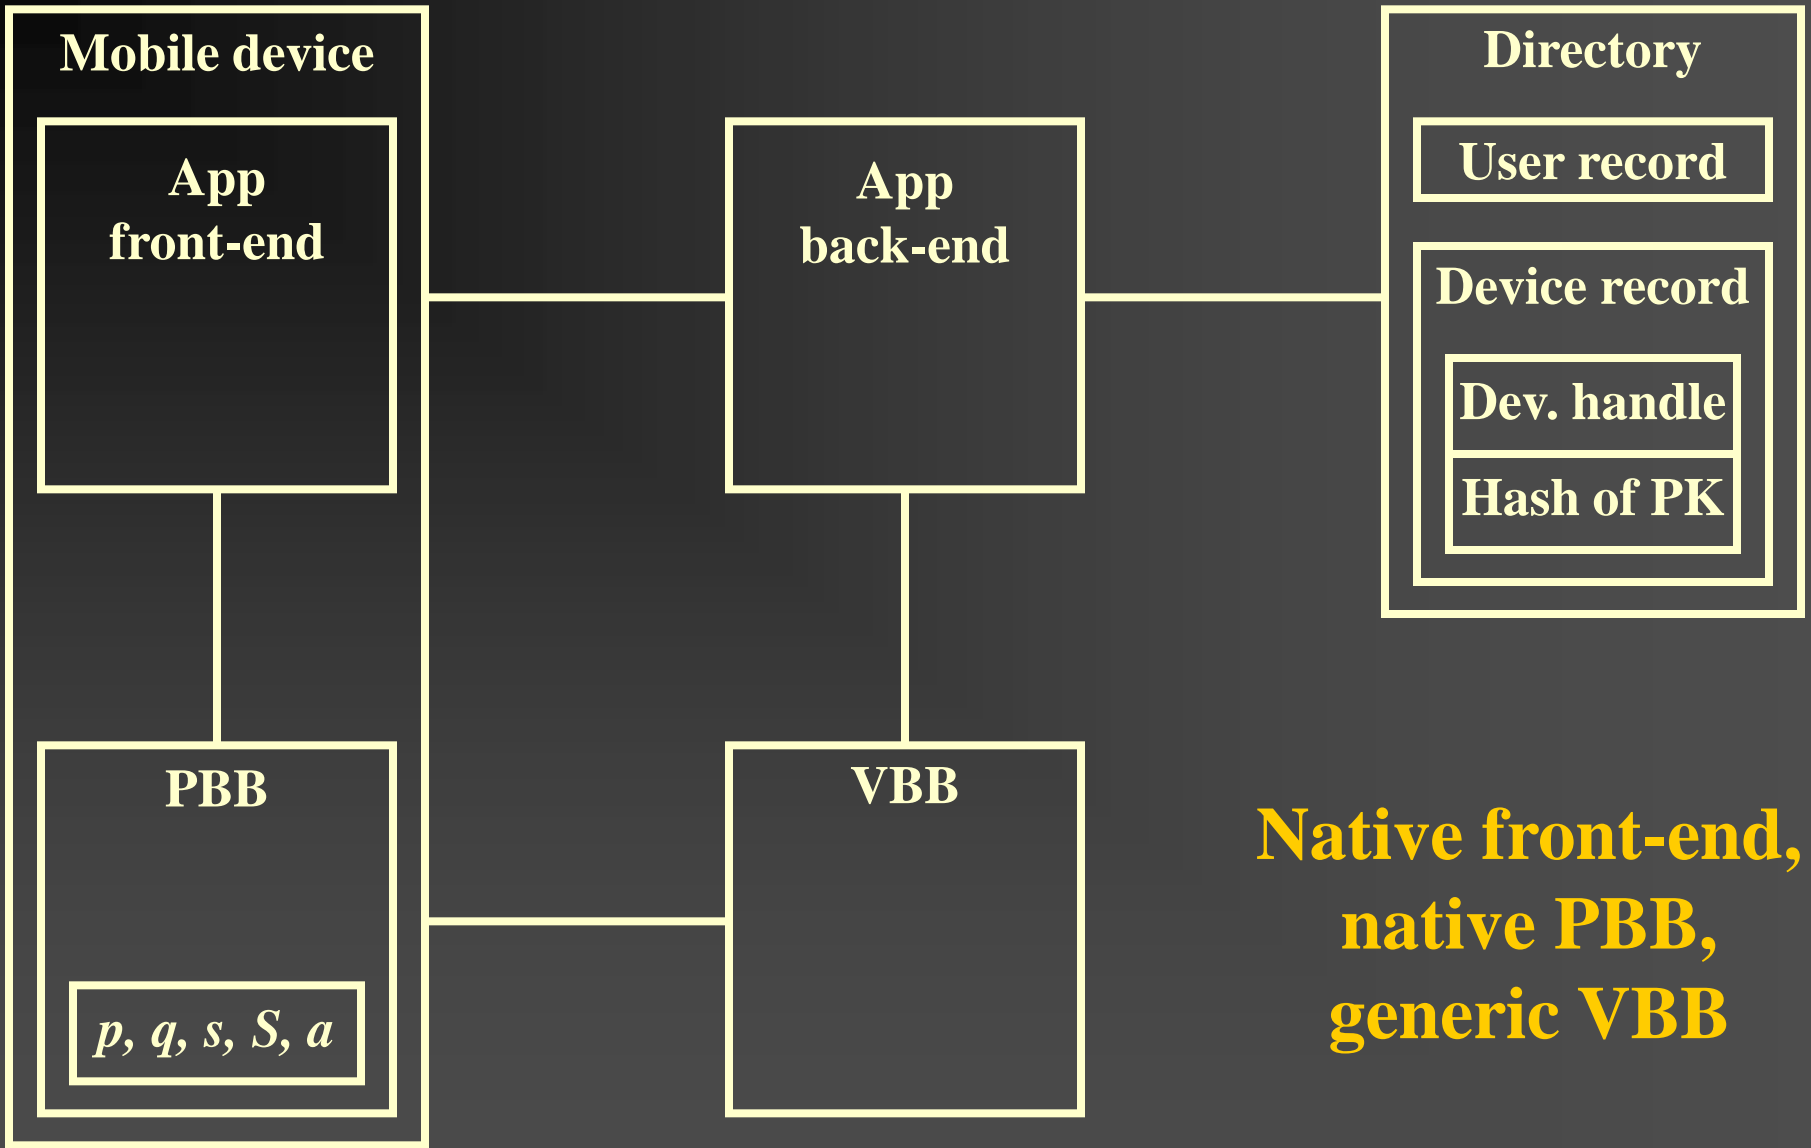 Mobile device
App
front-end
PBB
p, q, s, S, a
App
back-end
VBB
Directory
User record
Device record
Dev. handle
Hash of PK
Native front-end,
native PBB,
generic VBB